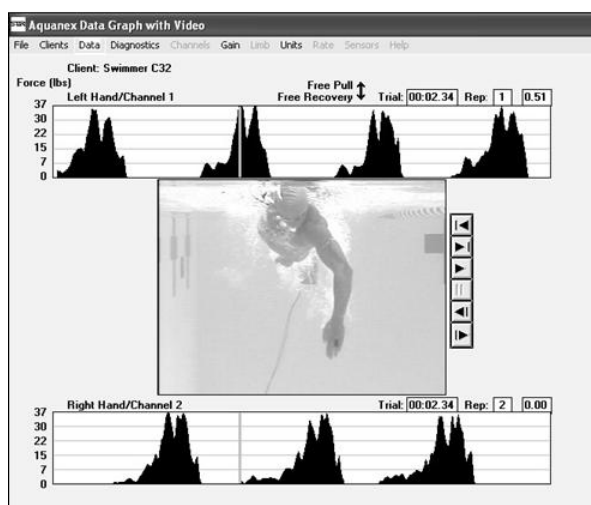 Aquanex Data Graph with Video
File Clients Data Diagnostics Channels Gain Limb Units Rate Sensors Help
Client: Swimmer C32
Force (lbs)
Free Pull
Left Hand/Channel 1 Free Recovery Trial: 00:02.34 Rep: 1 0.51
37
30
22
15
7
0
Right Hand/Channel 2 Trial: 00:02.34 Rep: 2 0.00
37
30
22
15
7
0